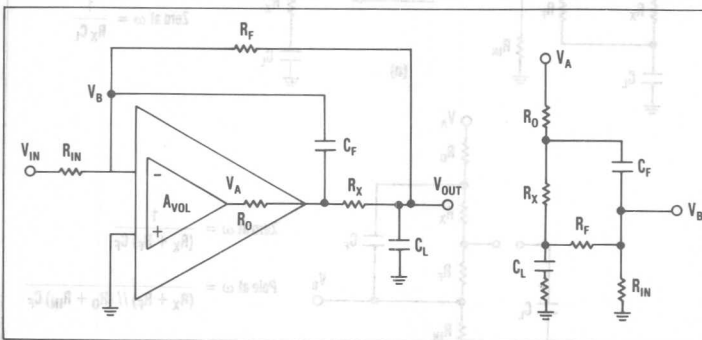 R_F
V_B
V_IN
R_IN
A_VOL
V_A
R_O
C_F
R_X
V_OUT
C_L
V_A
R_O
C_F
R_X
V_B
R_F
C_L
R_IN